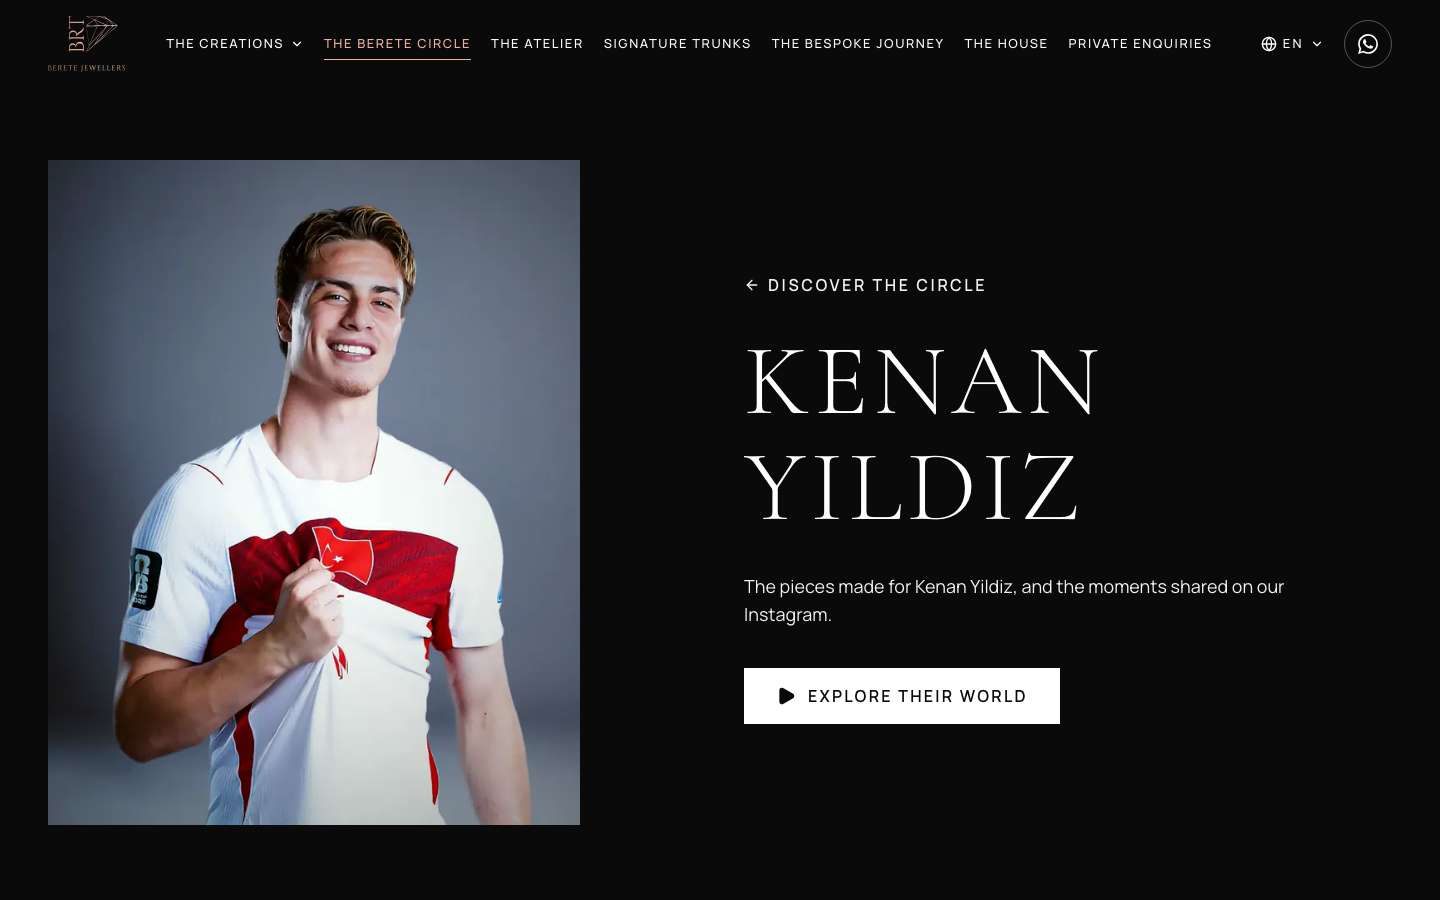 BRT
BERETE JEWELLERS
THE CREATIONS
THE BERETE CIRCLE
THE ATELIER
SIGNATURE TRUNKS
THE BESPOKE JOURNEY
THE HOUSE
PRIVATE ENQUIRIES
EN
DISCOVER THE CIRCLE
KENAN
YILDIZ
The pieces made for Kenan Yildiz, and the moments shared on our
Instagram.
EXPLORE THEIR WORLD